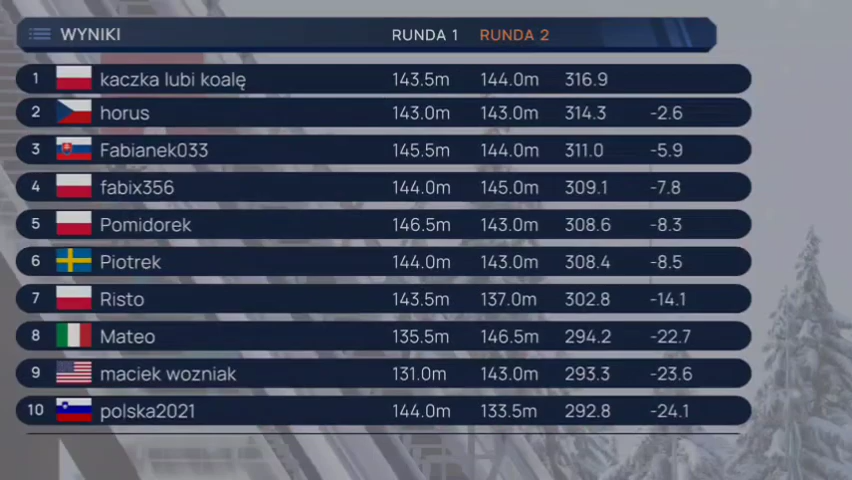 WYNIKI RUNDA 1 RUNDA 2
1 kaczka lubi koalę 143.5m 144.0m 316.9
2 horus 143.0m 143.0m 314.3 -2.6
3 Fabianek033 145.5m 144.0m 311.0 -5.9
4 fabix356 144.0m 145.0m 309.1 -7.8
5 Pomidorek 146.5m 143.0m 308.6 -8.3
6 Piotrek 144.0m 143.0m 308.4 -8.5
7 Risto 143.5m 137.0m 302.8 -14.1
8 Mateo 135.5m 146.5m 294.2 -22.7
9 maciek wozniak 131.0m 143.0m 293.3 -23.6
10 polska2021 144.0m 133.5m 292.8 -24.1